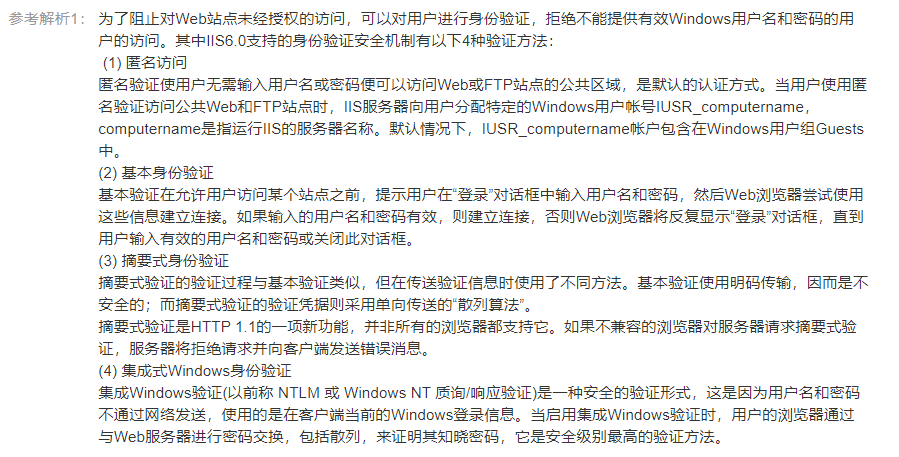 参考解析1： 为了阻止对Web站点未经授权的访问，可以对用户进行身份验证，拒绝不能提供有效Windows用户名和密码的用
户的访问。其中IIS6.0支持的身份验证安全机制有以下4种验证方法：
(1) 匿名访问
匿名验证使用户无需输入用户名或密码便可以访问Web或FTP站点的公共区域，是默认的认证方式。当用户使用匿
名验证访问公共Web和FTP站点时，IIS服务器向用户分配特定的Windows用户帐号IUSR_computername，
computername是指运行IIS的服务器名称。默认情况下，IUSR_computername帐户包含在Windows用户组Guests
中。
(2) 基本身份验证
基本验证在允许用户访问某个站点之前，提示用户在“登录”对话框中输入用户名和密码，然后Web浏览器尝试使用
这些信息建立连接。如果输入的用户名和密码有效，则建立连接，否则Web浏览器将反复显示“登录”对话框，直到
用户输入有效的用户名和密码或关闭此对话框。
(3) 摘要式身份验证
摘要式验证的验证过程与基本验证类似，但在传送验证信息时使用了不同方法。基本验证使用明码传输，因而是不
安全的；而摘要式验证的验证凭据则采用单向传送的“散列算法”。
摘要式验证是HTTP 1.1的一项新功能，并非所有的浏览器都支持它。如果不兼容的浏览器对服务器请求摘要式验
证，服务器将拒绝请求并向客户端发送错误消息。
(4) 集成式Windows身份验证
集成Windows验证(以前称 NTLM 或 Windows NT 质询/响应验证)是一种安全的验证形式，这是因为用户名和密码
不通过网络发送，使用的是在客户端当前的Windows登录信息。当启用集成Windows验证时，用户的浏览器通过
与Web服务器进行密码交换，包括散列，来证明其知晓密码，它是安全级别最高的验证方法。